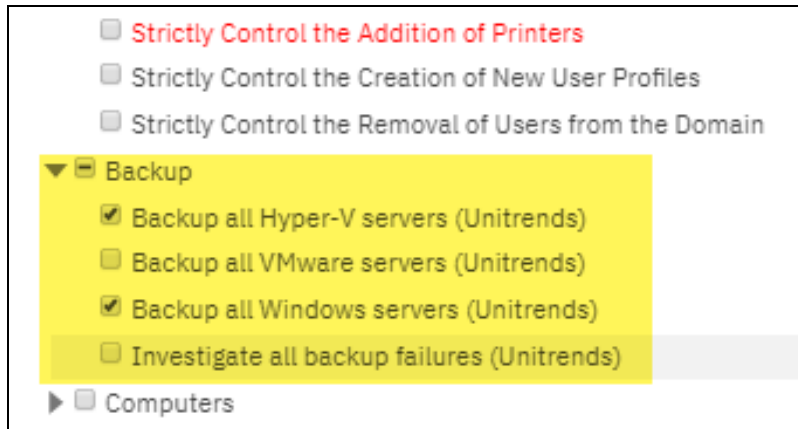 Strictly Control the Addition of Printers
Strictly Control the Creation of New User Profiles
Strictly Control the Removal of Users from the Domain
Backup
Backup all Hyper-V servers (Unitrends)
Backup all VMware servers (Unitrends)
Backup all Windows servers (Unitrends)
Investigate all backup failures (Unitrends)
Computers